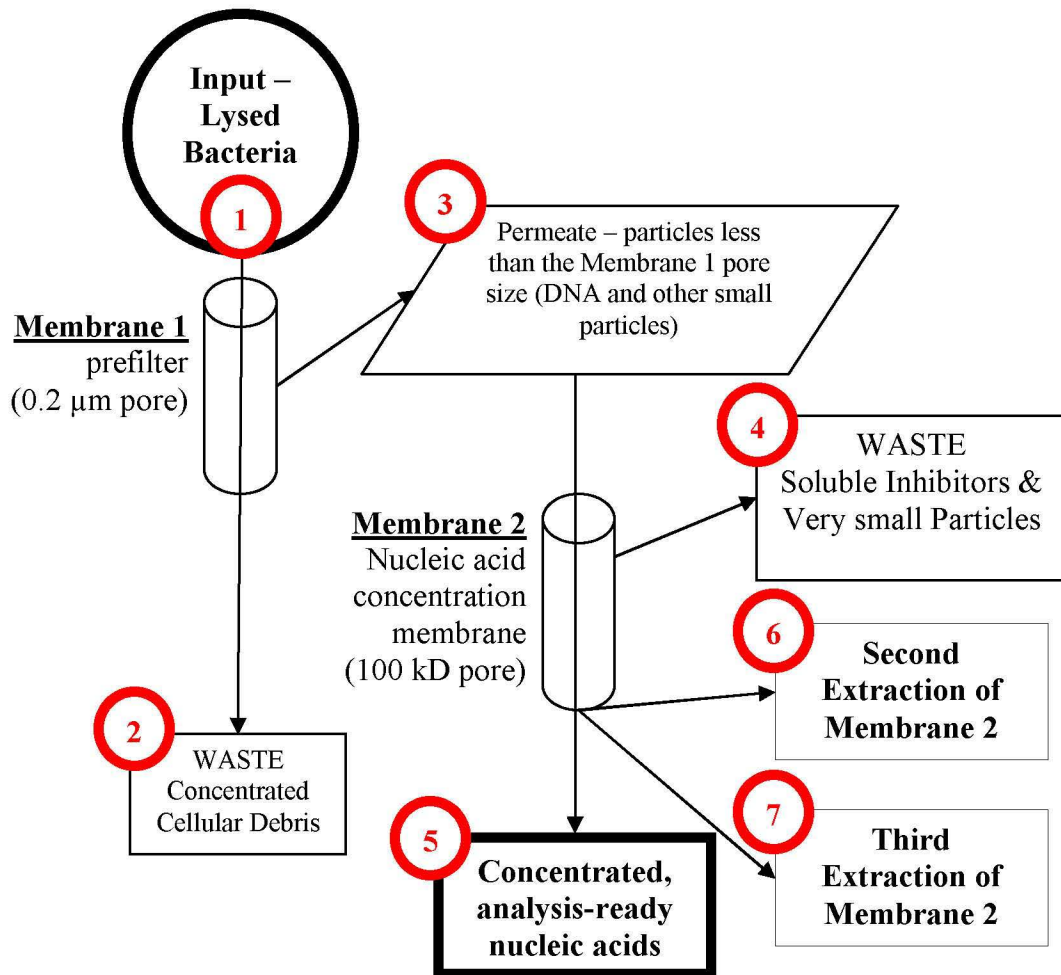 Input –
Lysed
Bacteria
1
3
Permeate – particles less
than the Membrane 1 pore
size (DNA and other small
particles)
Membrane 1
prefilter
(0.2 µm pore)
4
WASTE
Soluble Inhibitors &
Very small Particles
Membrane 2
Nucleic acid
concentration
membrane
(100 kD pore)
6
Second
Extraction of
Membrane 2
2
WASTE
Concentrated
Cellular Debris
7
Third
Extraction of
Membrane 2
5
Concentrated,
analysis-ready
nucleic acids